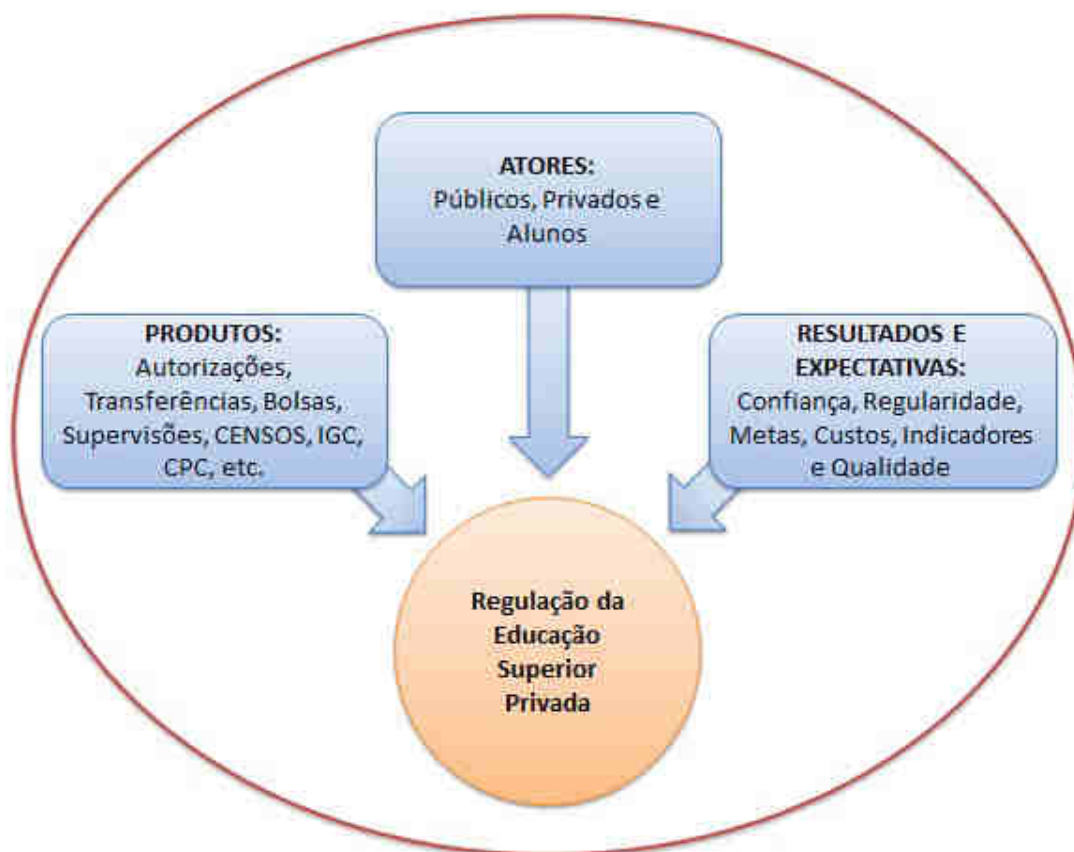 ATORES:
Públicos, Privados e
Alunos
PRODUTOS:
Autorizações,
Transferências, Bolsas,
Supervisões, CENSOS, IGC,
CPC, etc.
RESULTADOS E
EXPECTATIVAS:
Confiança, Regularidade,
Metas, Custos, Indicadores
e Qualidade
Regulação da
Educação
Superior
Privada